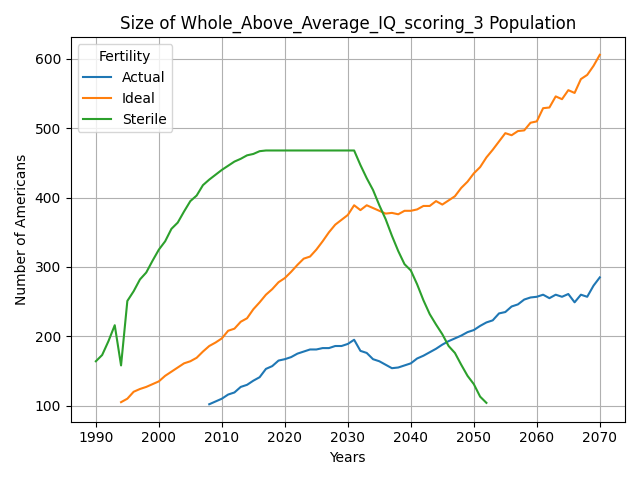 Size of Whole_Above_Average_IQ_scoring_3 Population
Fertility
Actual
Ideal
Sterile
Number of Americans
600
500
400
300
200
100
1990 2000 2010 2020 2030 2040 2050 2060 2070
Years